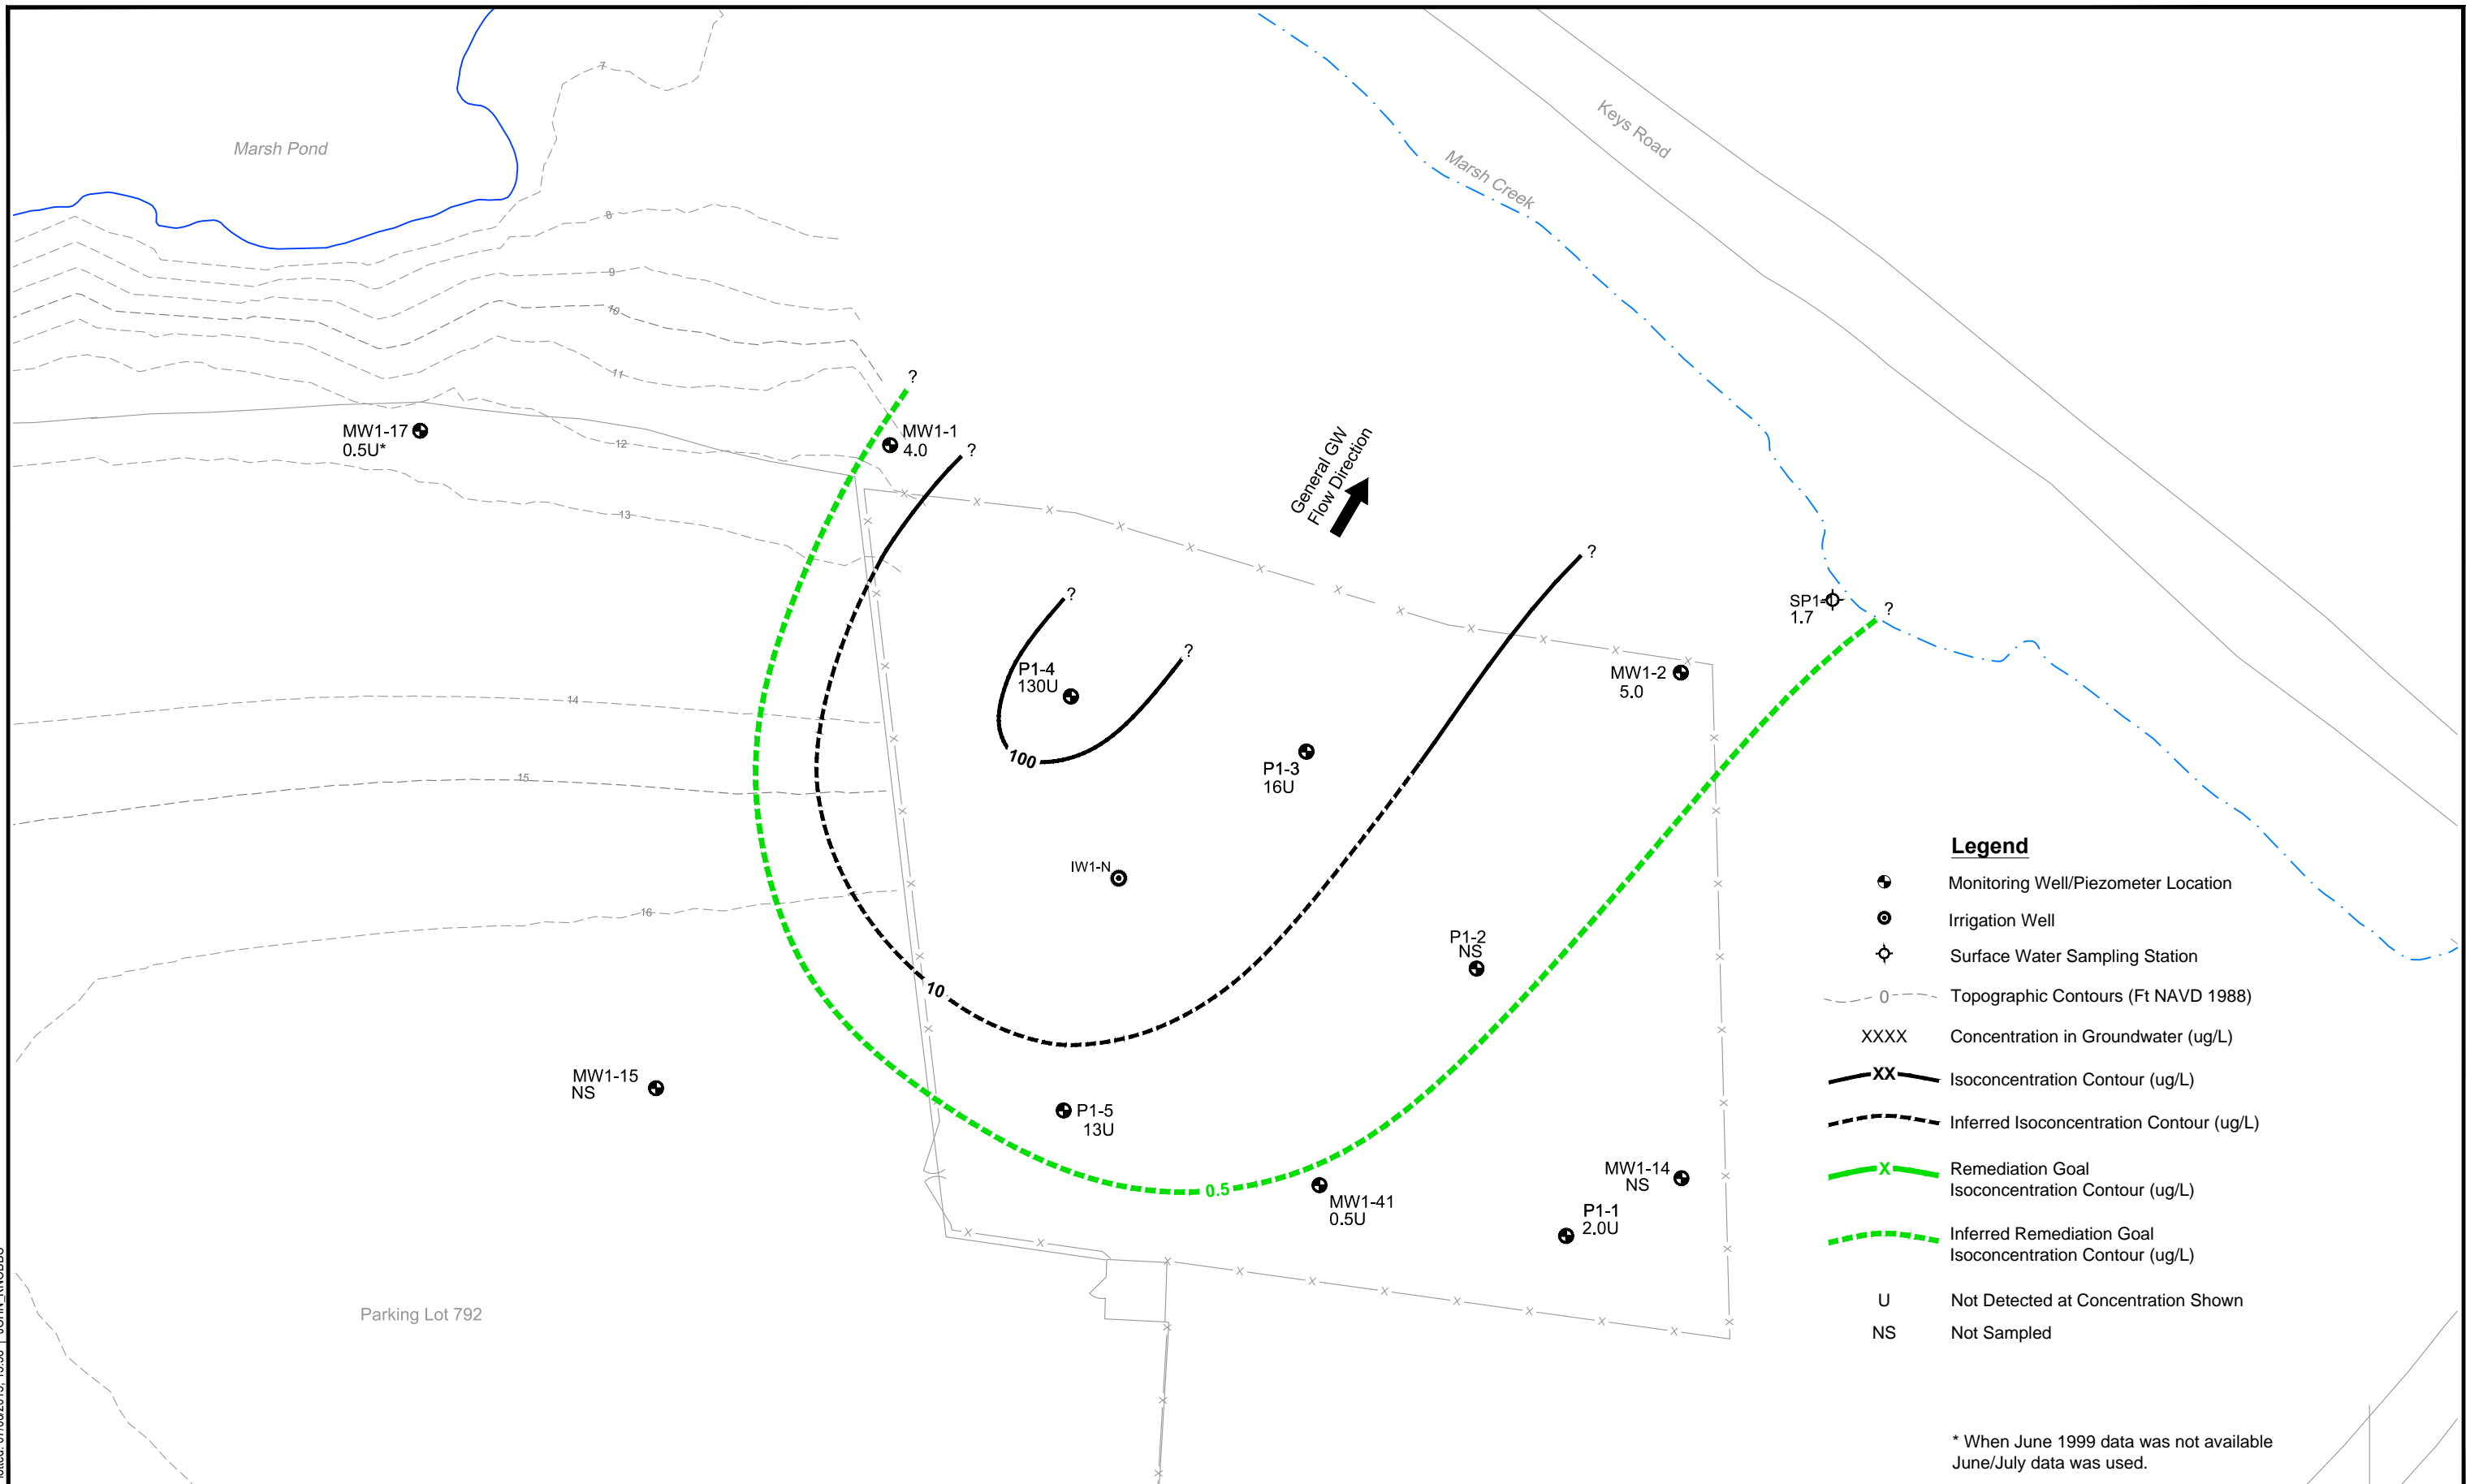 7
Marsh Pond
Keys Road
Marsh Creek
8
9
10
11
?
MW1-17
0.5U*
MW1-1
4.0
?
12
13
General GW
Flow Direction
?
?
SP1-1
1.7
?
?
P1-4
130U
MW1-2
5.0
14
100
P1-3
16U
15
IW1-N
16
10
P1-2
NS
MW1-15
NS
P1-5
13U
0.5
MW1-41
0.5U
MW1-14
NS
P1-1
2.0U
Parking Lot 792
Legend
Monitoring Well/Piezometer Location
Irrigation Well
Surface Water Sampling Station
0 Topographic Contours (Ft NAVD 1988)
XXXX Concentration in Groundwater (ug/L)
XX Isoconcentration Contour (ug/L)
Inferred Isoconcentration Contour (ug/L)
X Remediation Goal
Isoconcentration Contour (ug/L)
Inferred Remediation Goal
Isoconcentration Contour (ug/L)
U Not Detected at Concentration Shown
NS Not Sampled
* When June 1999 data was not available
June/July data was used.